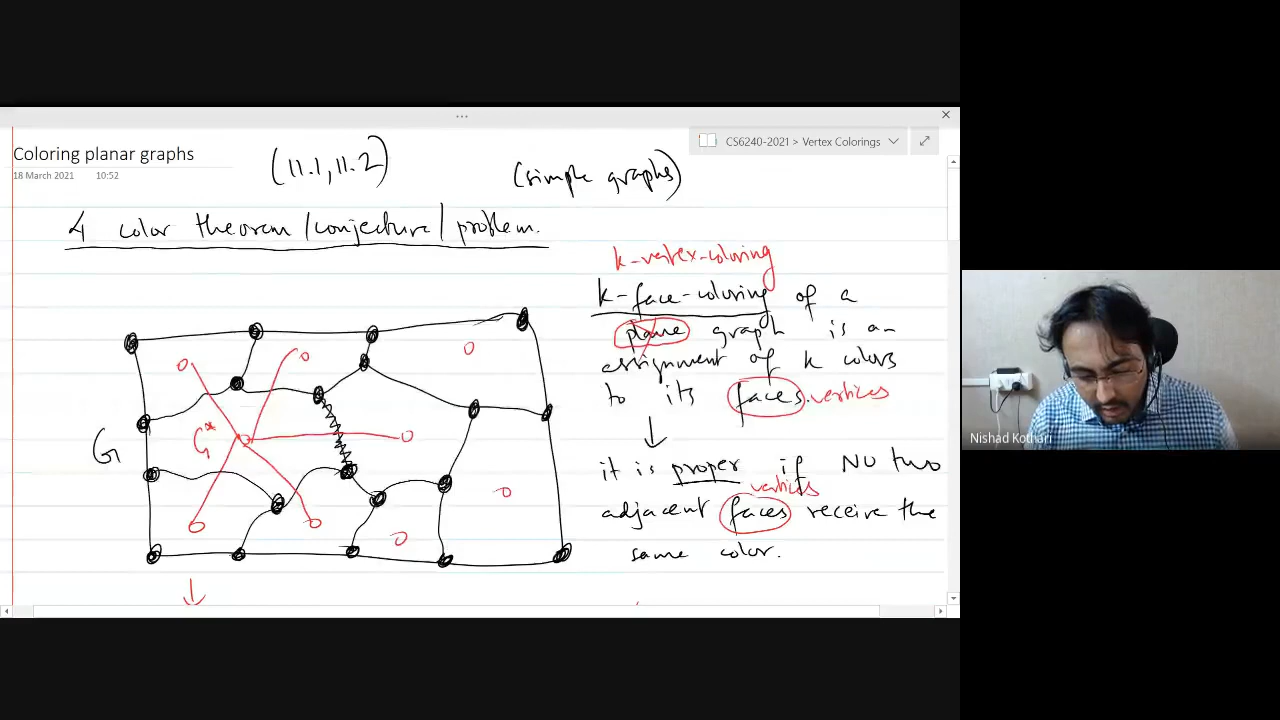 Coloring planar graphs
18 March 2021 10:52
(11.1, 11.2)
(simple graphs)
CS6240-2021 > Vertex Colorings
4 color theorem/conjecture/problem.
k-vertex-coloring
k-face-coloring of a
plane graph is an
assignment of k colors
to its faces. vertices
it is proper if NO two
vertices
adjacent faces receive the
same color.
G
G*
Nishad Kothari